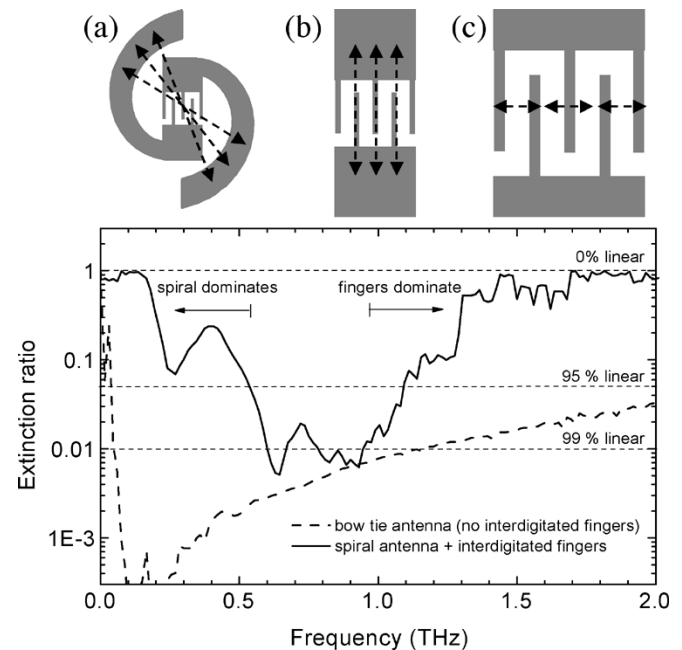 (a) (b) (c)
0% linear
spiral dominates fingers dominate
95 % linear
99 % linear
bow tie antenna (no interdigitated fingers)
spiral antenna + interdigitated fingers
1
0.1
0.01
1E-3
Extinction ratio
0.0 0.5 1.0 1.5 2.0
Frequency (THz)